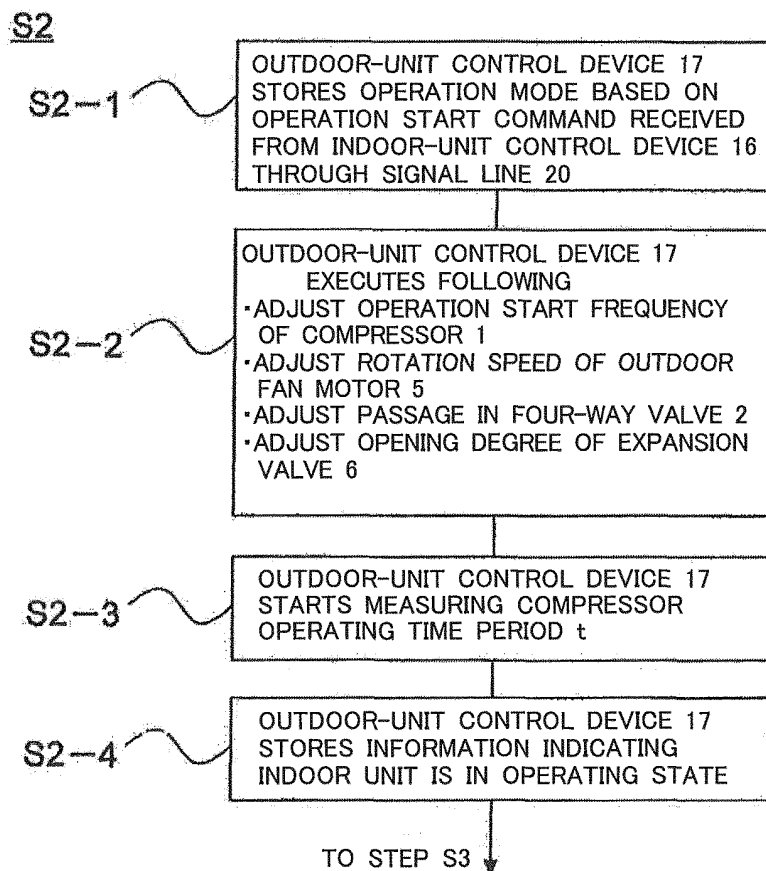 S2
S2-1
OUTDOOR-UNIT CONTROL DEVICE 17
STORES OPERATION MODE BASED ON
OPERATION START COMMAND RECEIVED
FROM INDOOR-UNIT CONTROL DEVICE 16
THROUGH SIGNAL LINE 20
S2-2
OUTDOOR-UNIT CONTROL DEVICE 17
EXECUTES FOLLOWING
・ADJUST OPERATION START FREQUENCY
OF COMPRESSOR 1
・ADJUST ROTATION SPEED OF OUTDOOR
FAN MOTOR 5
・ADJUST PASSAGE IN FOUR-WAY VALVE 2
・ADJUST OPENING DEGREE OF EXPANSION
VALVE 6
S2-3
OUTDOOR-UNIT CONTROL DEVICE 17
STARTS MEASURING COMPRESSOR
OPERATING TIME PERIOD t
S2-4
OUTDOOR-UNIT CONTROL DEVICE 17
STORES INFORMATION INDICATING
INDOOR UNIT IS IN OPERATING STATE
TO STEP S3